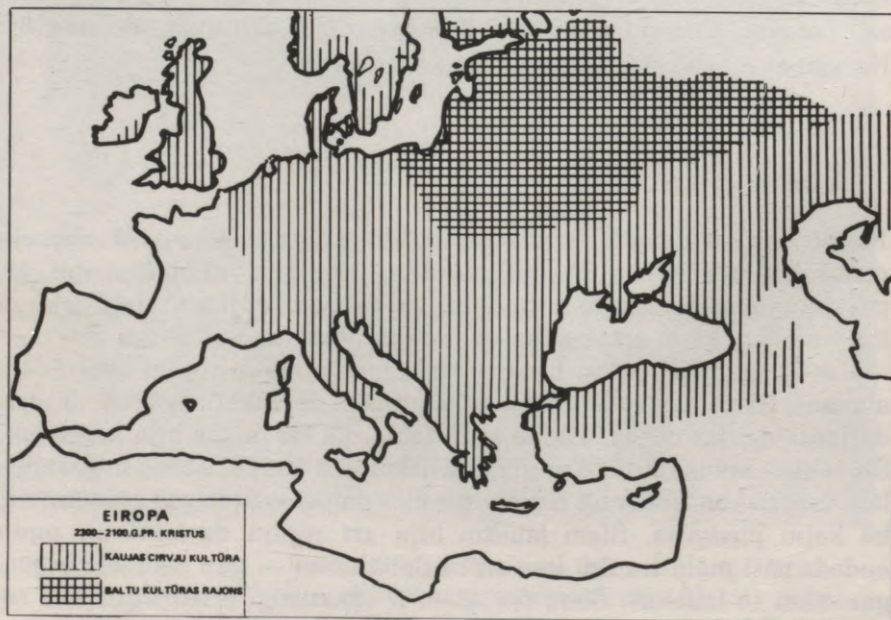 EIROPA
2300–2100.G. PR. KRISTUS
KAUJAS CIRVJU KULTŪRA
BALTU KULTŪRAS RAJONS